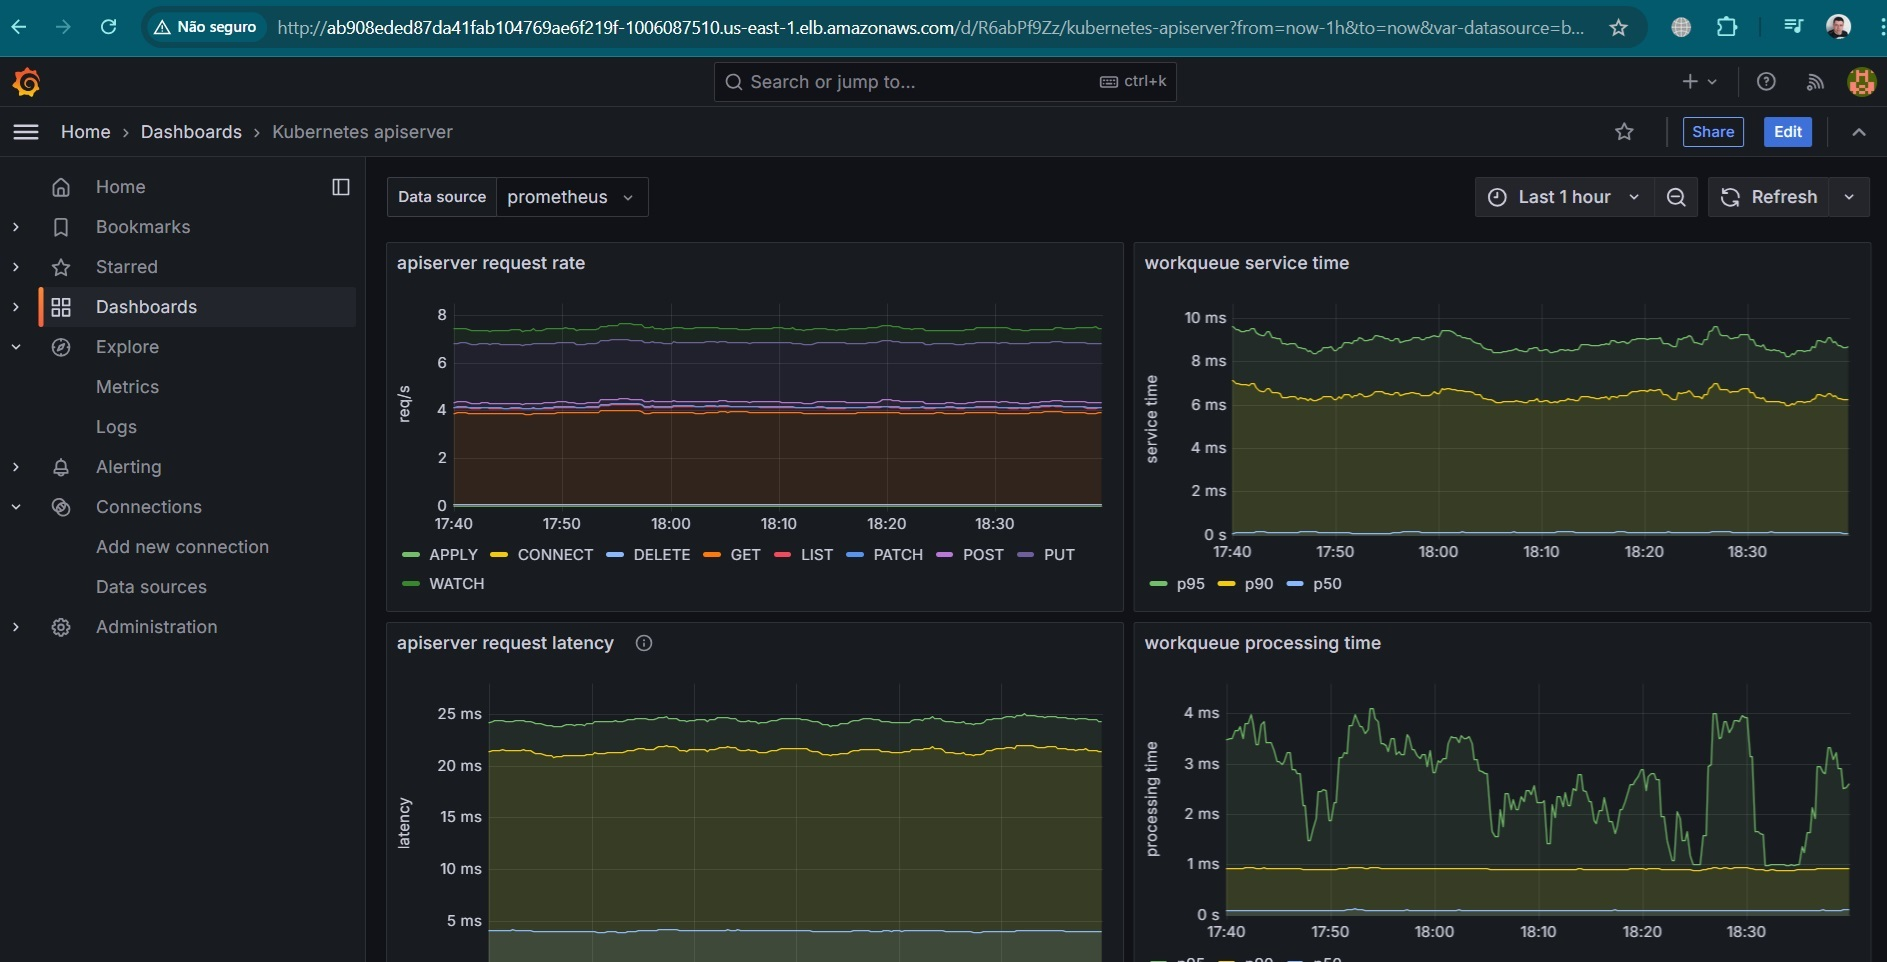 Não seguro http://ab908eded87da41fab104769ae6f219f-1006087510.us-east-1.elb.amazonaws.com/d/R6abPf9Zz/kubernetes-apiserver?from=now-1h&to=now&var-datasource=b...
Search or jump to... ctrl+k
Home › Dashboards › Kubernetes apiserver Share Edit
Home
Bookmarks
Starred
Dashboards
Explore
Metrics
Logs
Alerting
Connections
Add new connection
Data sources
Administration
Data source prometheus Last 1 hour Refresh
apiserver request rate
req/s
8
6
4
2
0
17:40 17:50 18:00 18:10 18:20 18:30
APPLY CONNECT DELETE GET LIST PATCH POST PUT
WATCH
workqueue service time
service time
10 ms
8 ms
6 ms
4 ms
2 ms
0 s
17:40 17:50 18:00 18:10 18:20 18:30
p95 p90 p50
apiserver request latency
latency
25 ms
20 ms
15 ms
10 ms
5 ms
workqueue processing time
processing time
4 ms
3 ms
2 ms
1 ms
0 s
17:40 17:50 18:00 18:10 18:20 18:30
p95 p90 p50